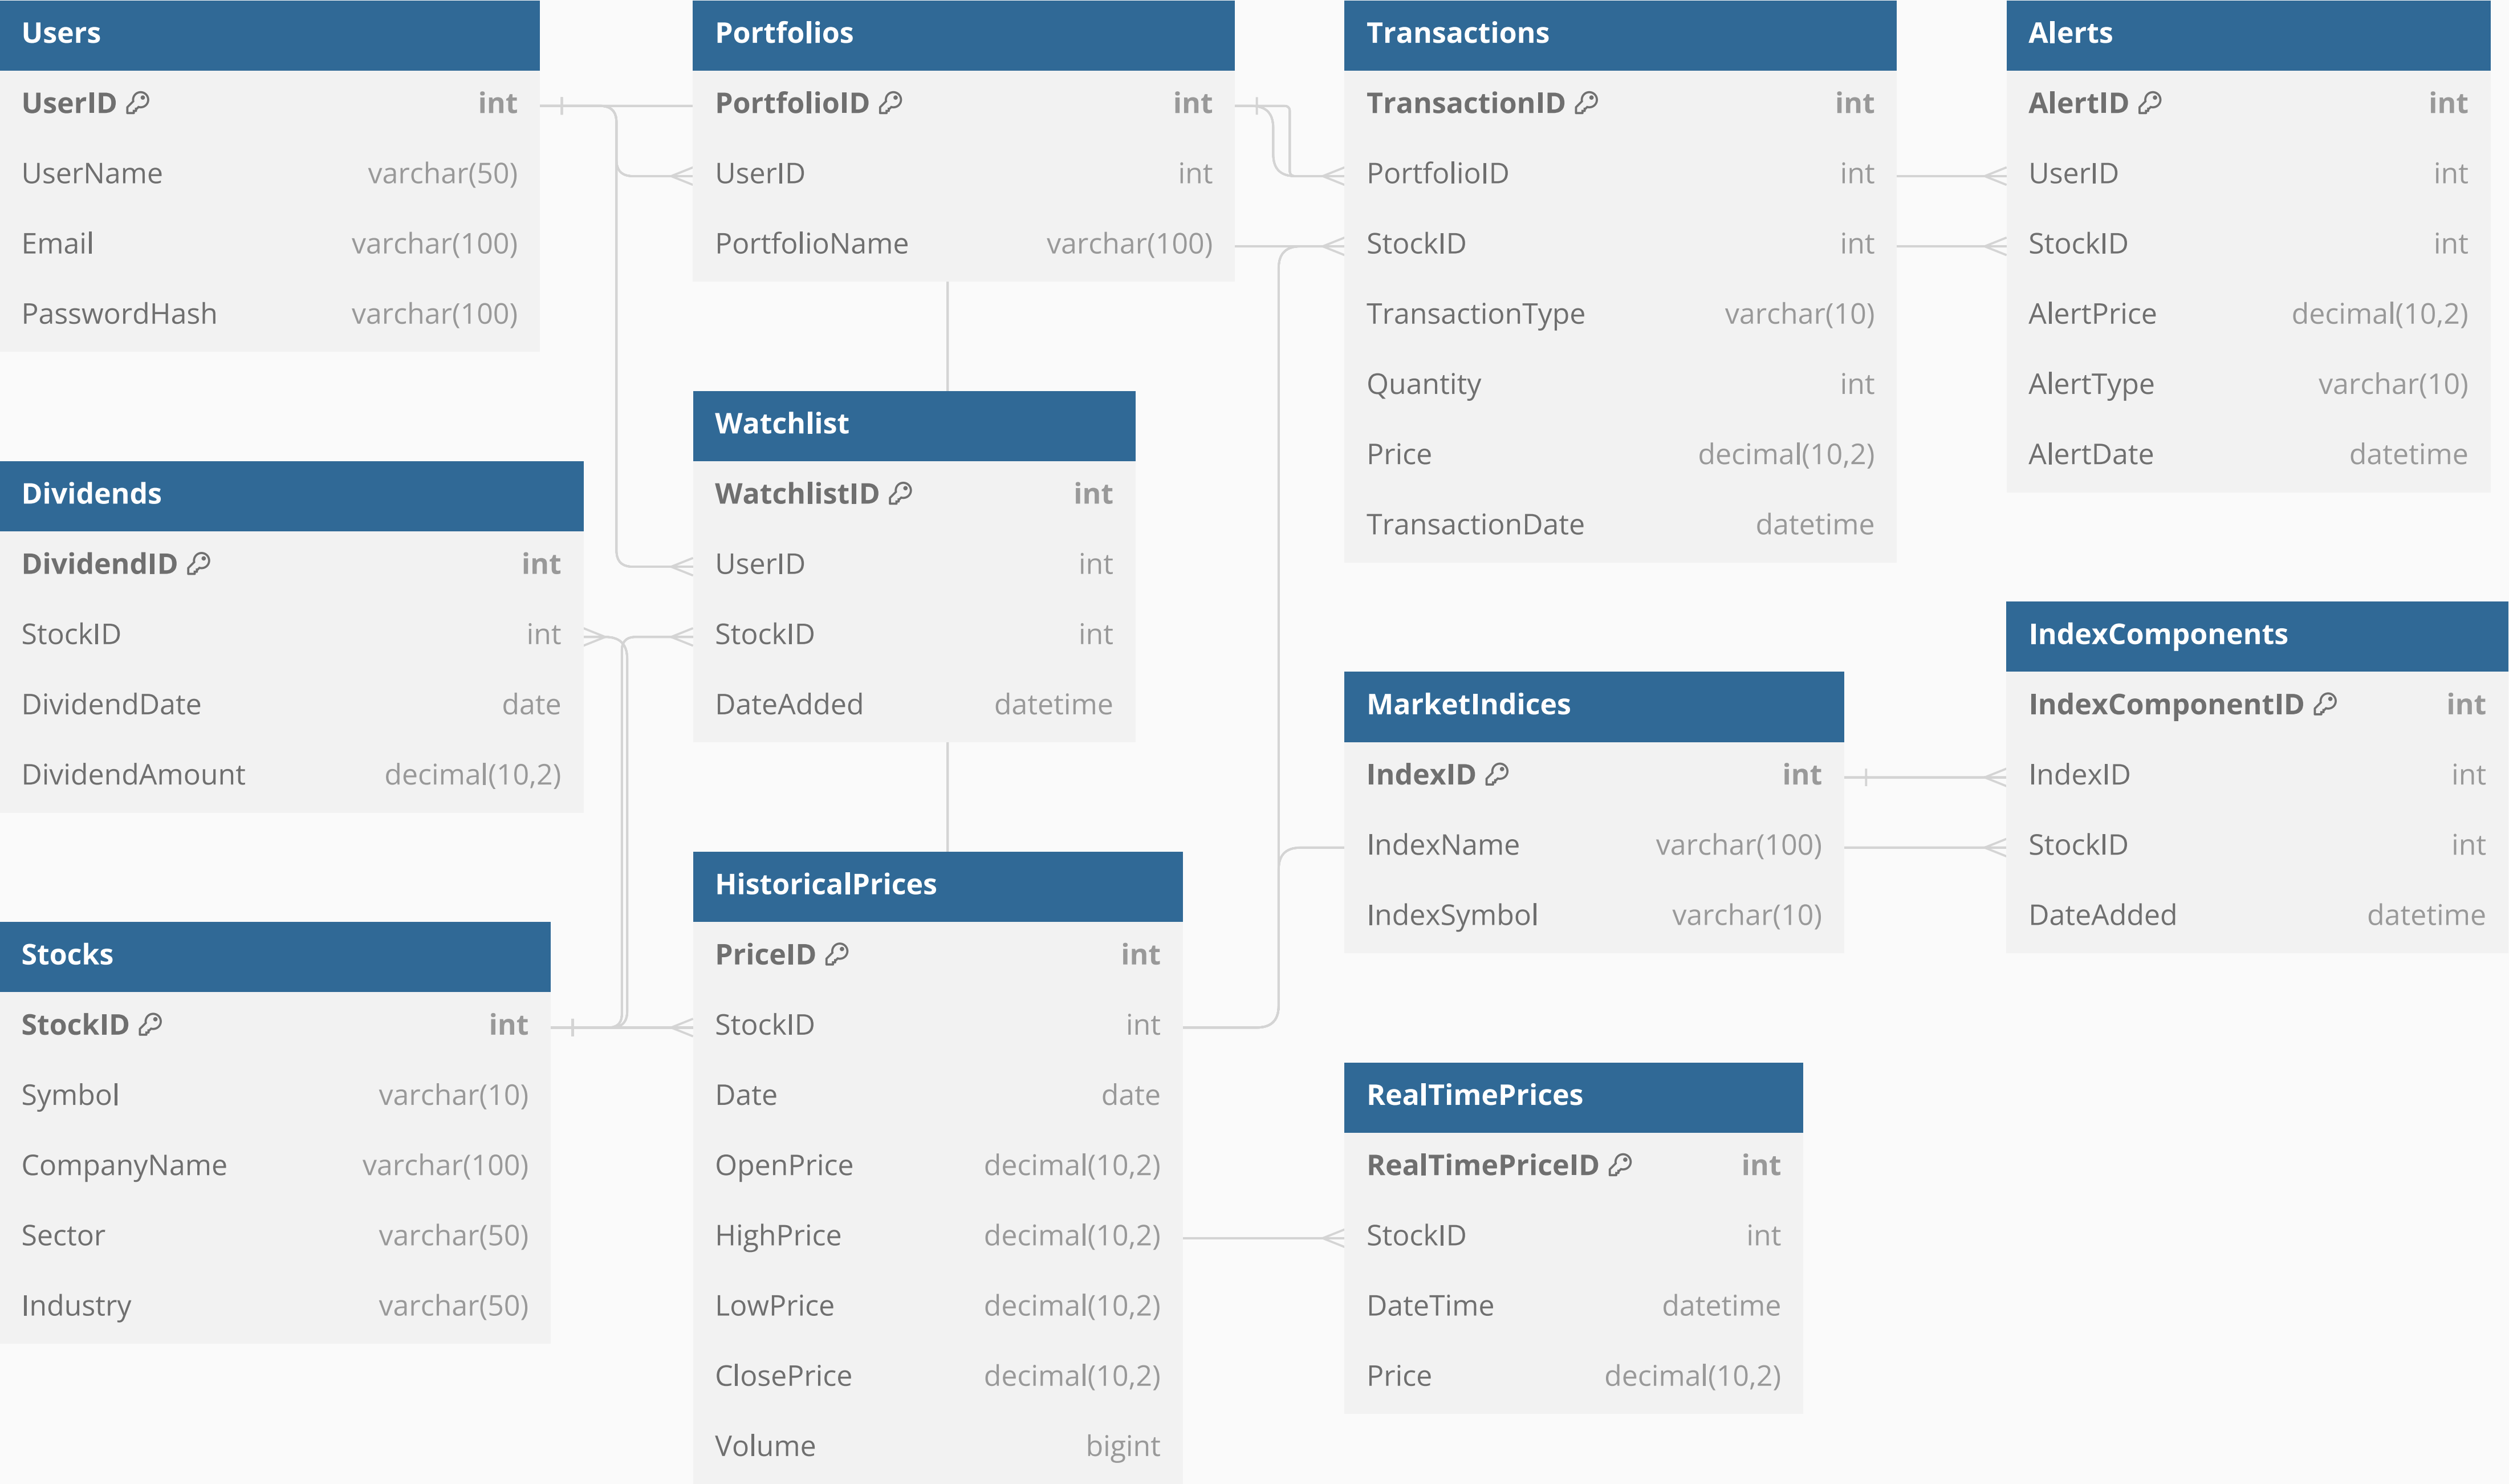 Users
UserID int
UserName varchar(50)
Email varchar(100)
PasswordHash varchar(100)
Portfolios
PortfolioID int
UserID int
PortfolioName varchar(100)
Transactions
TransactionID int
PortfolioID int
StockID int
TransactionType varchar(10)
Quantity int
Price decimal(10,2)
TransactionDate datetime
Alerts
AlertID int
UserID int
StockID int
AlertPrice decimal(10,2)
AlertType varchar(10)
AlertDate datetime
Dividends
DividendID int
StockID int
DividendDate date
DividendAmount decimal(10,2)
Watchlist
WatchlistID int
UserID int
StockID int
DateAdded datetime
MarketIndices
IndexID int
IndexName varchar(100)
IndexSymbol varchar(10)
IndexComponents
IndexComponentID int
IndexID int
StockID int
DateAdded datetime
Stocks
StockID int
Symbol varchar(10)
CompanyName varchar(100)
Sector varchar(50)
Industry varchar(50)
HistoricalPrices
PriceID int
StockID int
Date date
OpenPrice decimal(10,2)
HighPrice decimal(10,2)
LowPrice decimal(10,2)
ClosePrice decimal(10,2)
Volume bigint
RealTimePrices
RealTimePriceID int
StockID int
DateTime datetime
Price decimal(10,2)